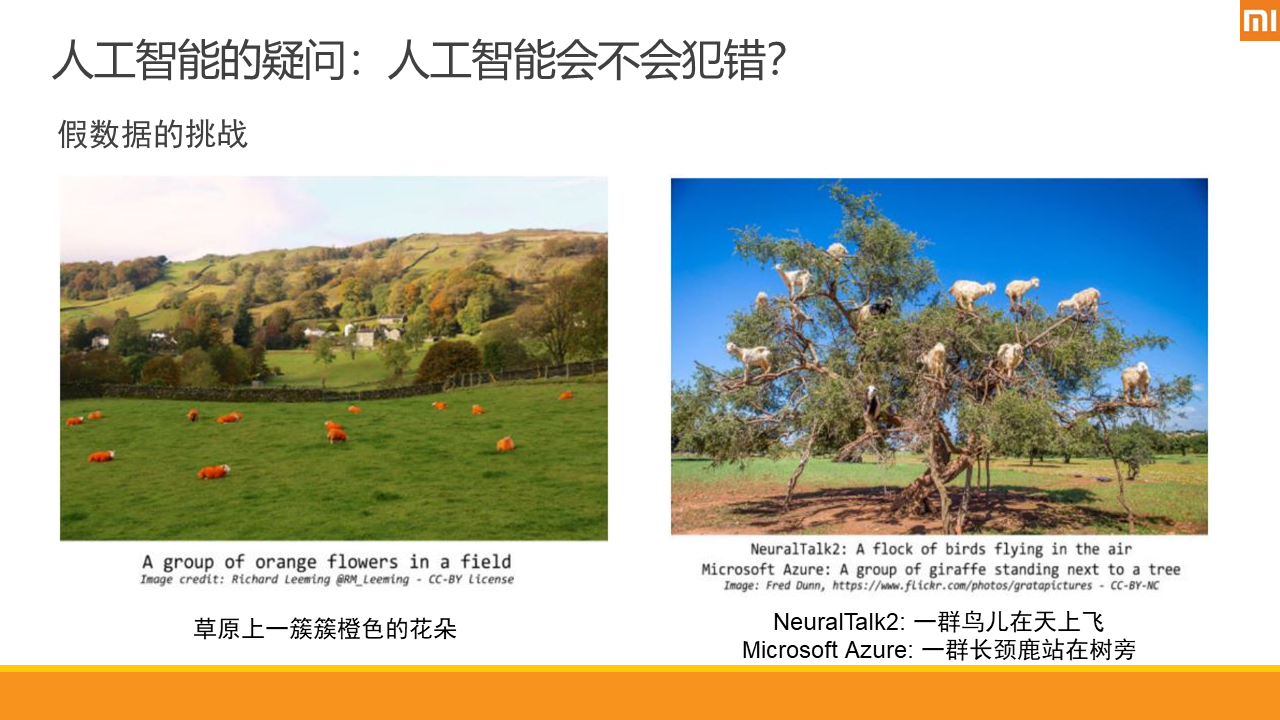 人工智能的疑问：人工智能会不会犯错？
假数据的挑战
A group of orange flowers in a field
Image credit: Richard Leeming @RM_Leeming - CC-BY License
草原上一簇簇橙色的花朵
NeuralTalk2: A flock of birds flying in the air
Microsoft Azure: A group of giraffe standing next to a tree
Image: Fred Dunn, https://www.flickr.com/photos/gratapictures - CC-BY-NC
NeuralTalk2: 一群鸟儿在天上飞
Microsoft Azure: 一群长颈鹿站在树旁